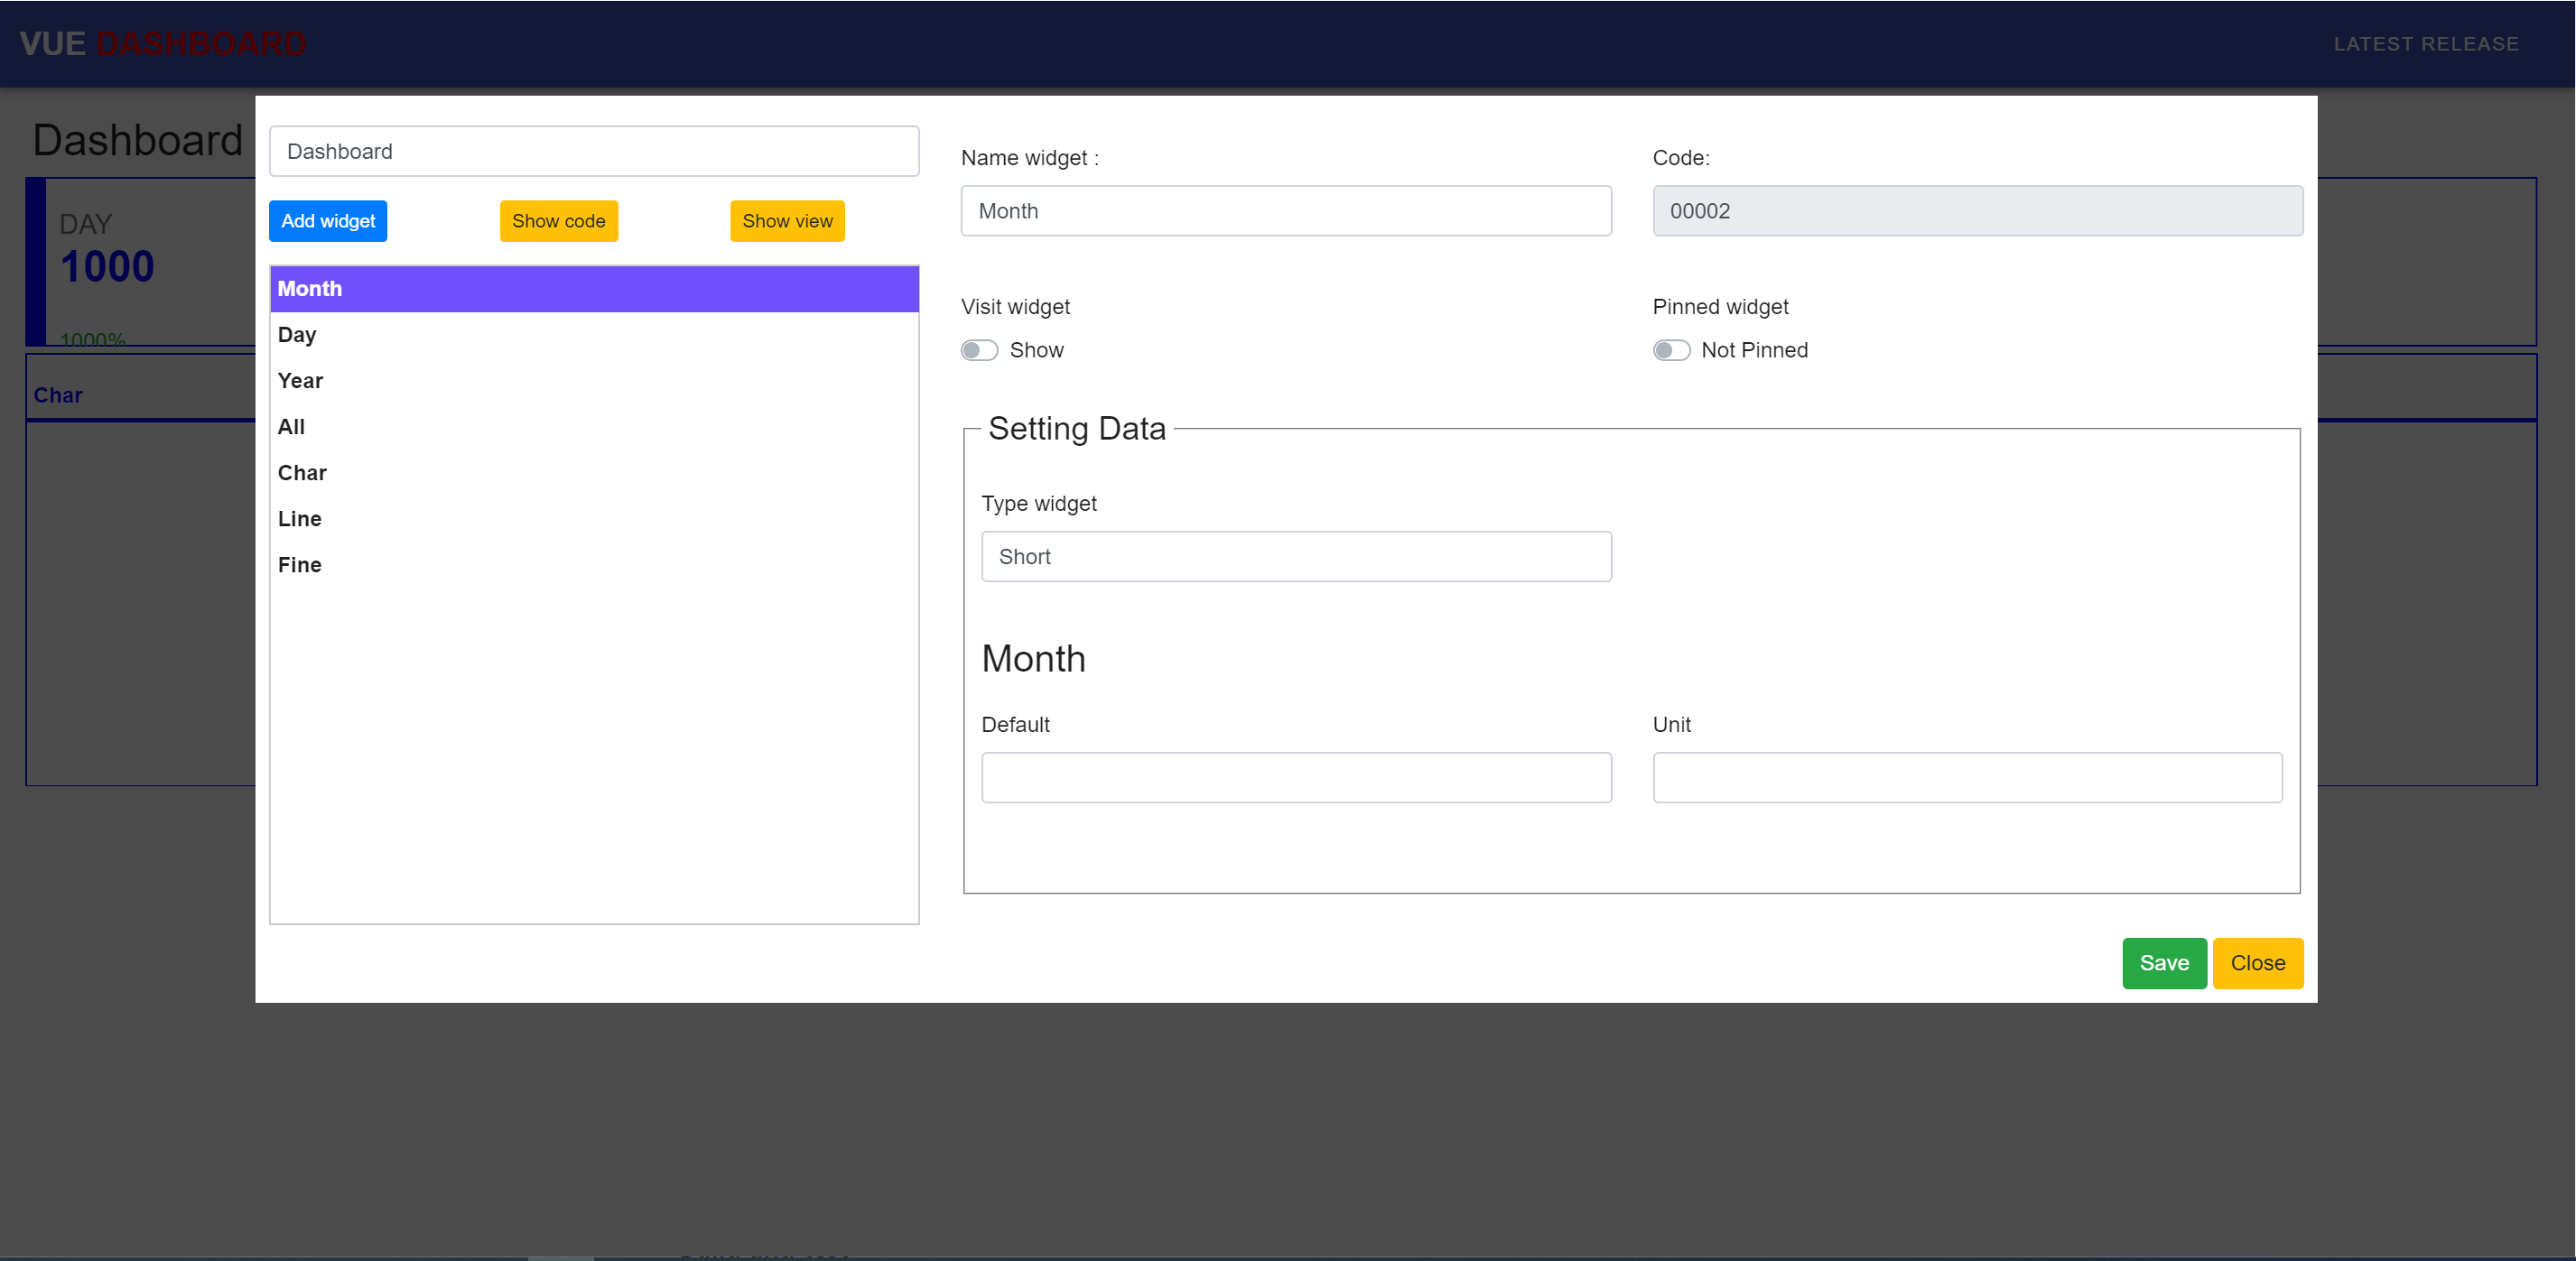 VUE DASHBOARD
LATEST RELEASE
Dashboard
DAY
1000
1000%
Char
Dashboard
Add widget
Show code
Show view
Month
Day
Year
All
Char
Line
Fine
Name widget :
Month
Code:
00002
Visit widget
Show
Pinned widget
Not Pinned
Setting Data
Type widget
Short
Month
Default
Unit
Save
Close